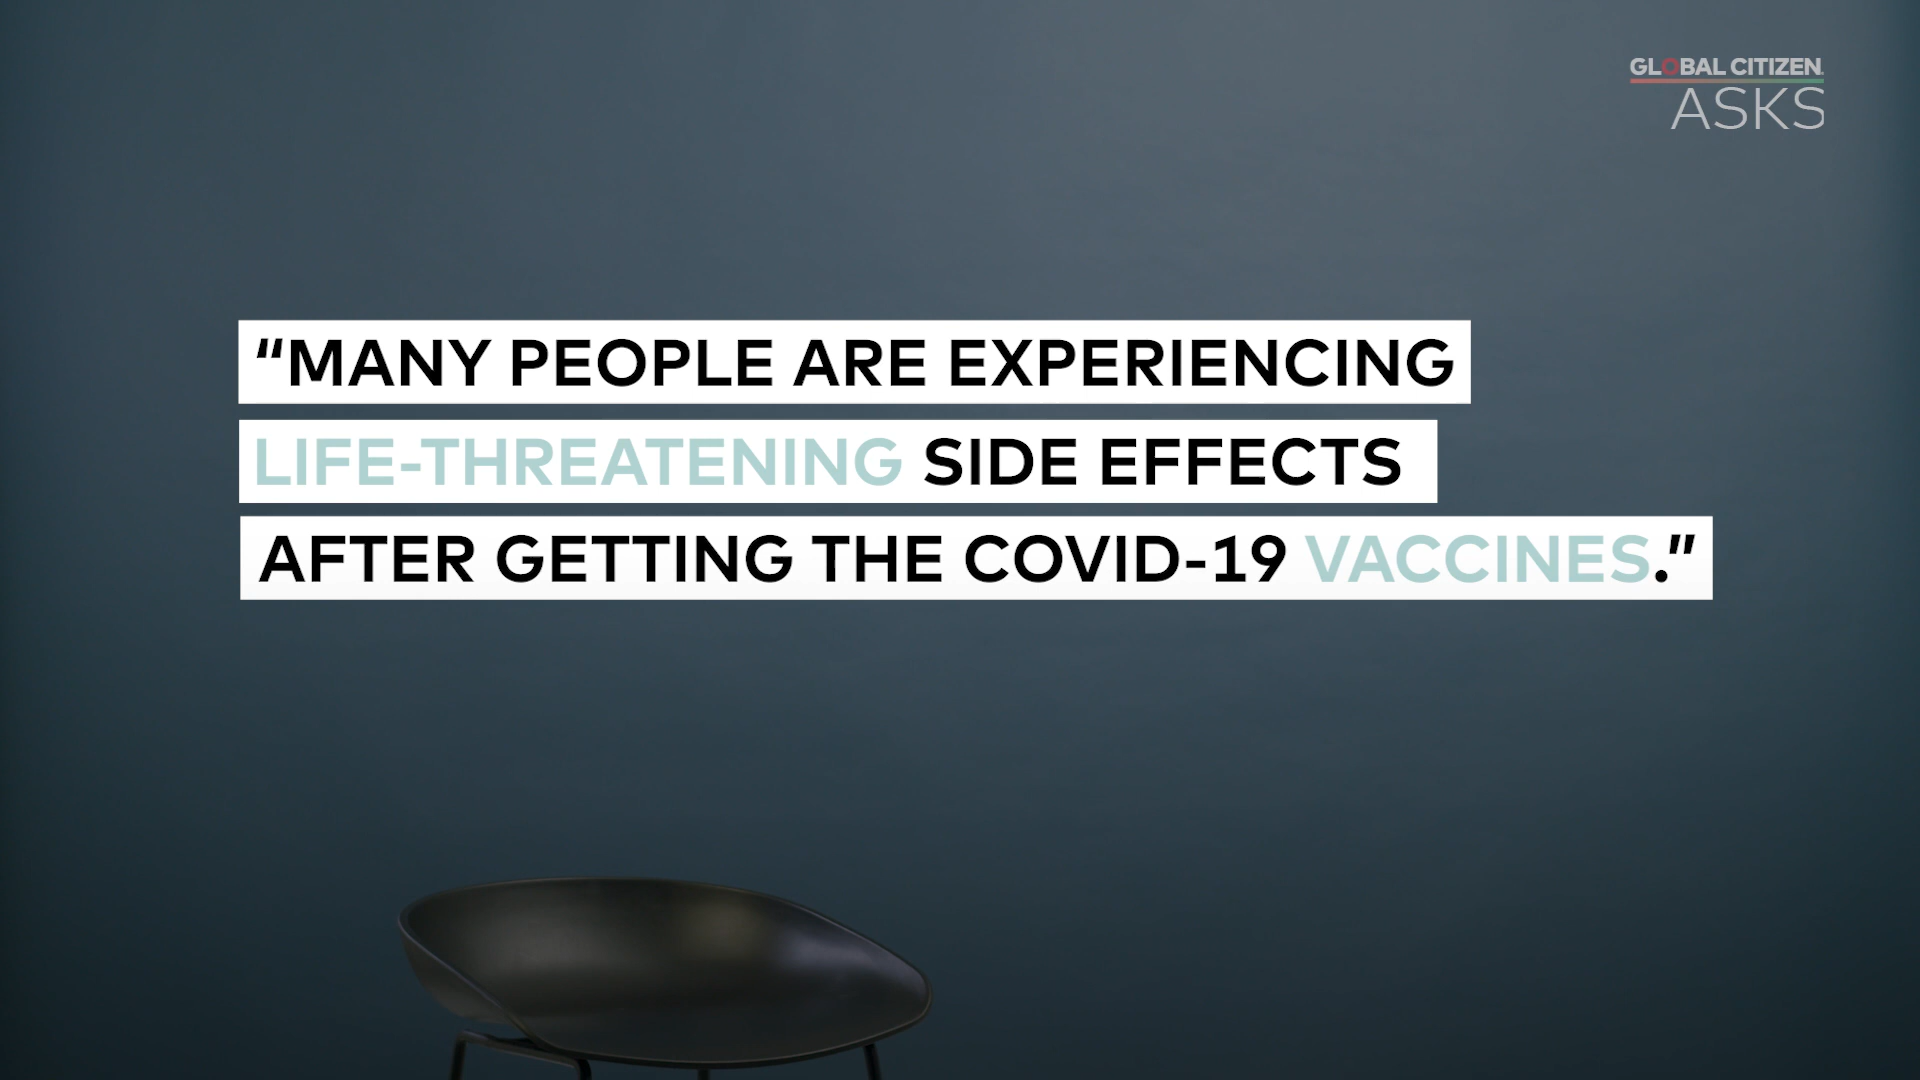 GLOBAL CITIZEN.
ASKS
“MANY PEOPLE ARE EXPERIENCING
LIFE-THREATENING SIDE EFFECTS
AFTER GETTING THE COVID-19 VACCINES.”